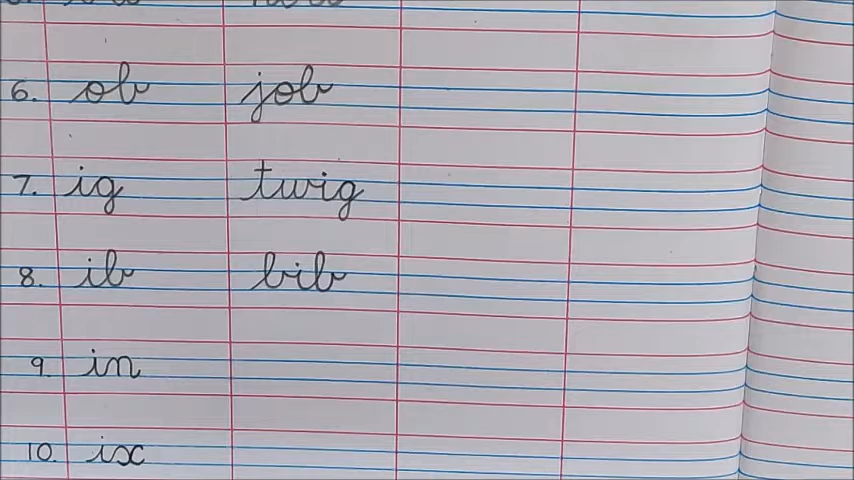 6. ob job
7. ig twig
8. ib bib
9. in
10. ix